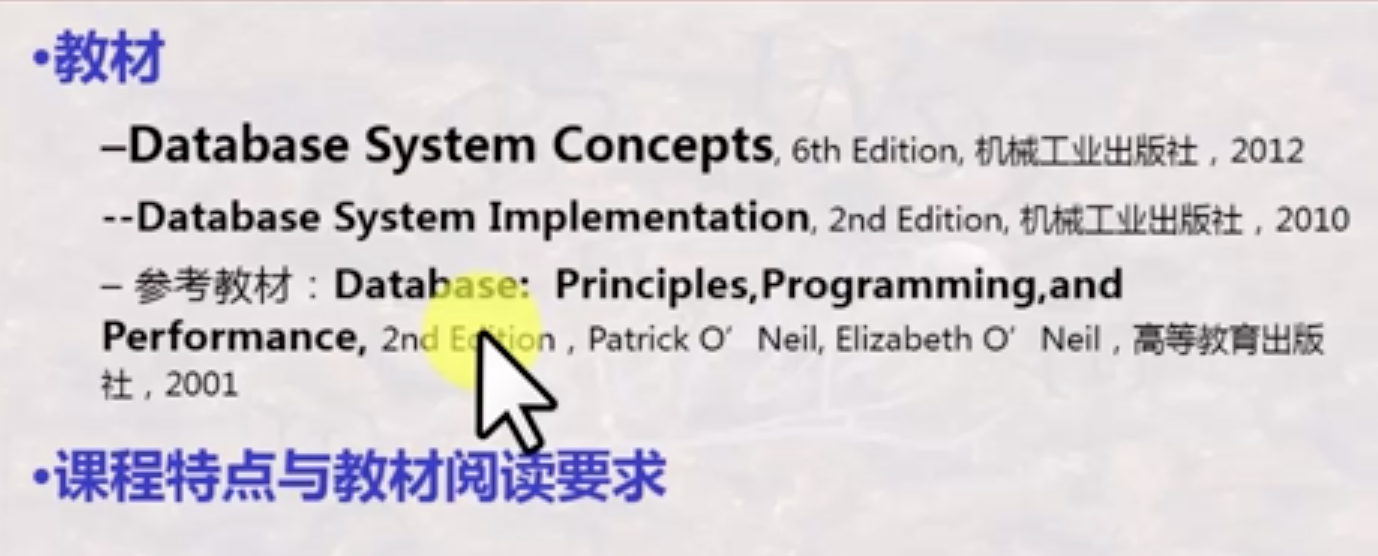 •教材
–Database System Concepts, 6th Edition, 机械工业出版社，2012
--Database System Implementation, 2nd Edition, 机械工业出版社，2010
– 参考教材：Database: Principles,Programming,and
Performance, 2nd Edition，Patrick O’ Neil, Elizabeth O’ Neil，高等教育出版
社，2001
•课程特点与教材阅读要求